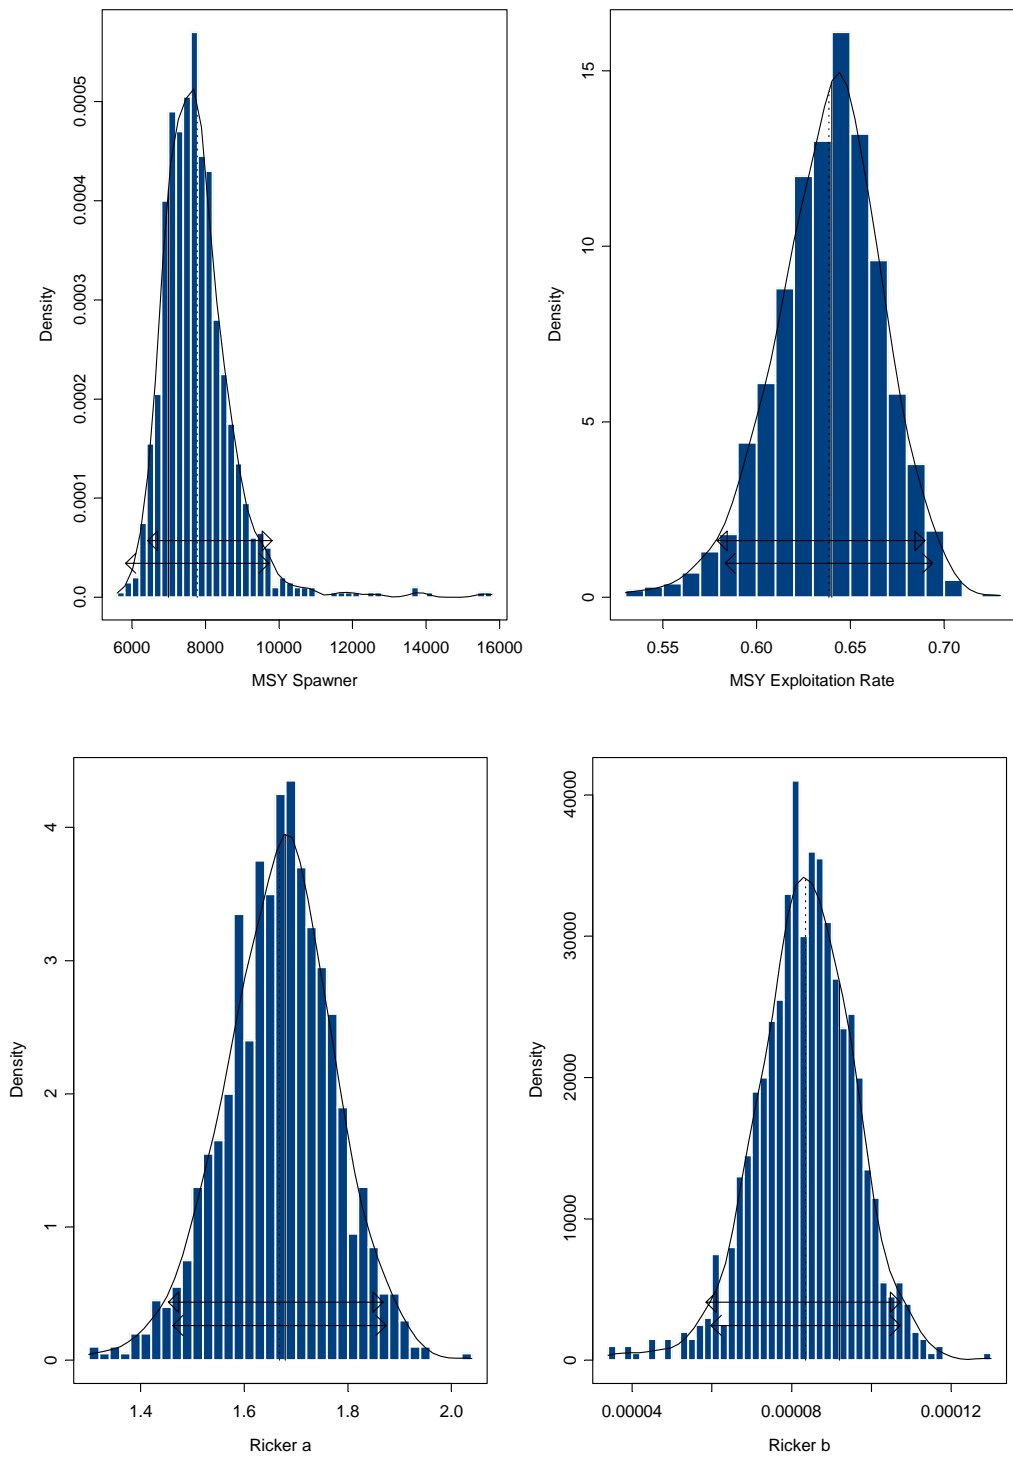 0.0005
0.0004
0.0003
0.0002
0.0001
0.0
Density
6000 8000 10000 12000 14000 16000
MSY Spawner
15
10
5
0
Density
0.55 0.60 0.65 0.70
MSY Exploitation Rate
4
3
2
1
0
Density
1.4 1.6 1.8 2.0
Ricker a
40000
30000
20000
10000
0
Density
0.00004 0.00008 0.00012
Ricker b